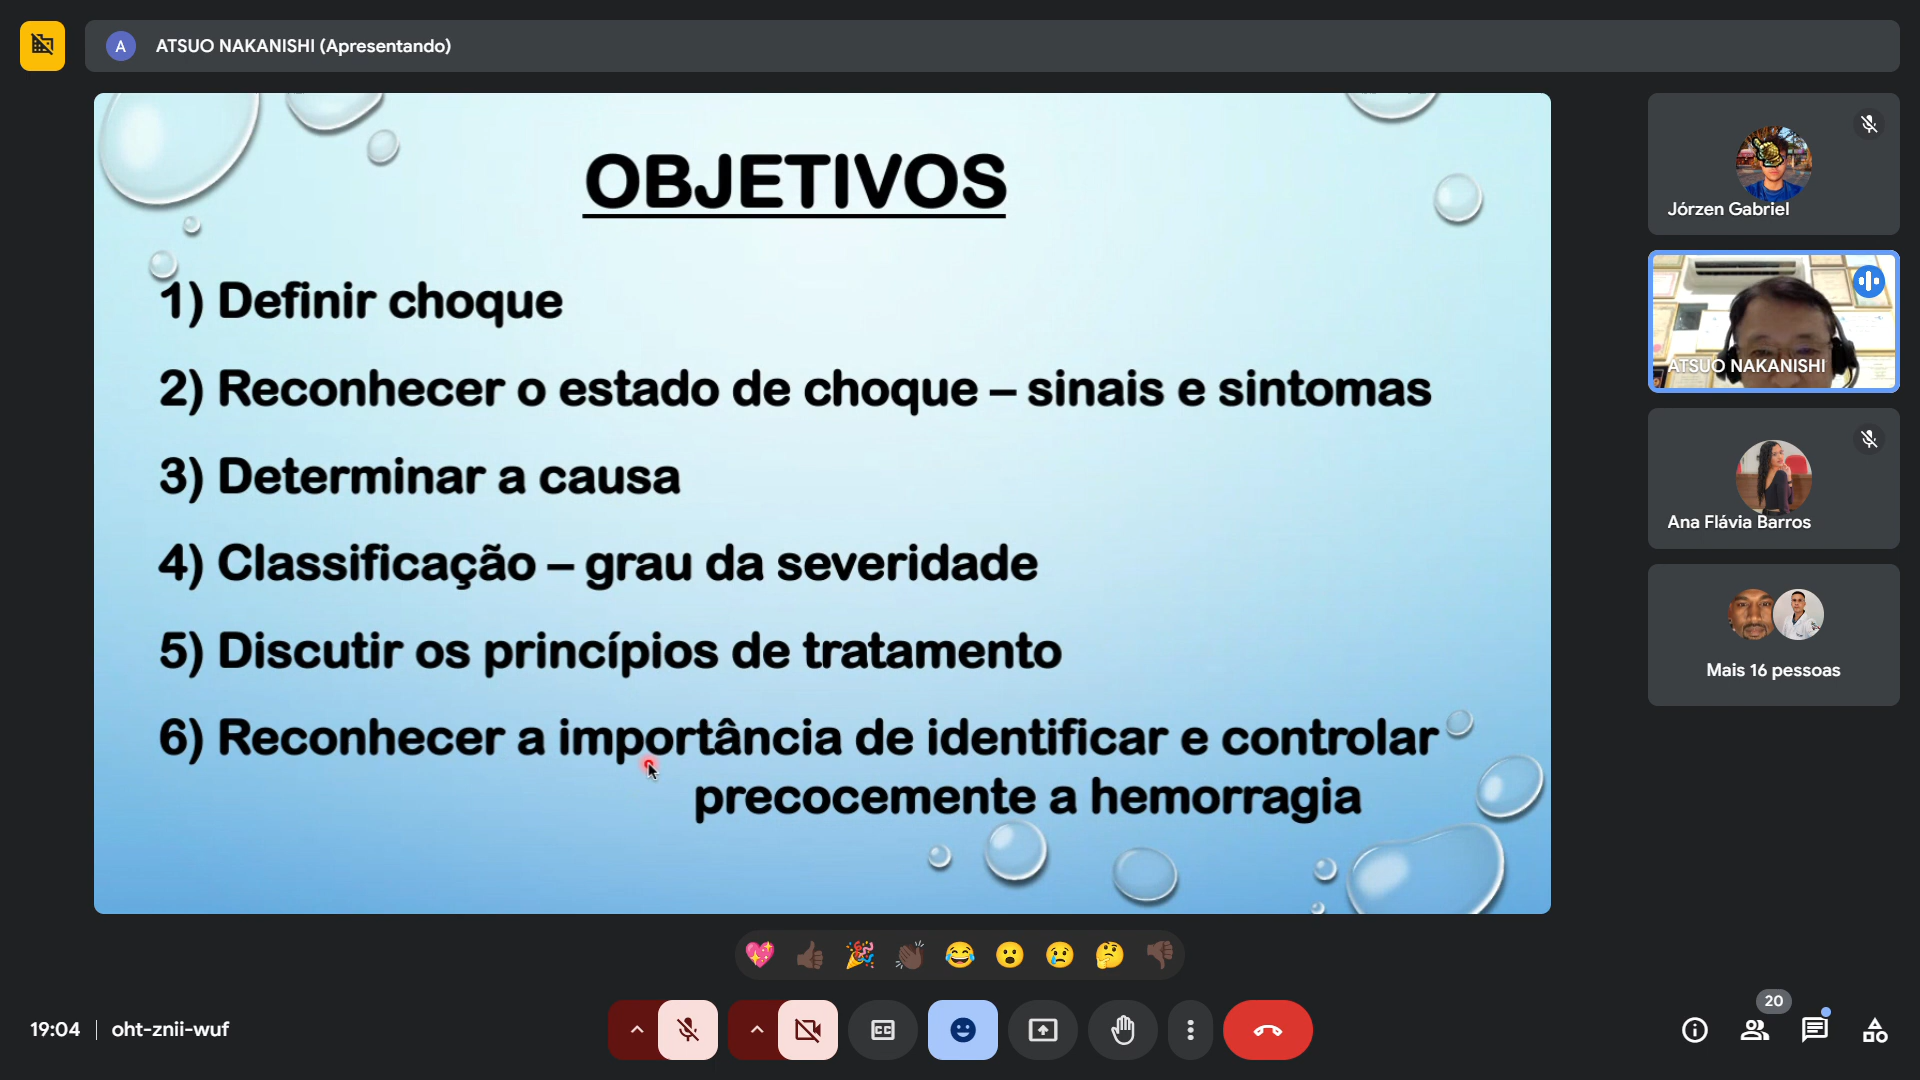 A ATSUO NAKANISHI (Apresentando)
OBJETIVOS
1) Definir choque
2) Reconhecer o estado de choque – sinais e sintomas
3) Determinar a causa
4) Classificação – grau da severidade
5) Discutir os princípios de tratamento
6) Reconhecer a importância de identificar e controlar
precocemente a hemorragia
Jórzen Gabriel
ATSUO NAKANISHI
Ana Flávia Barros
Mais 16 pessoas
19:04 | oht-znii-wuf
CC
20